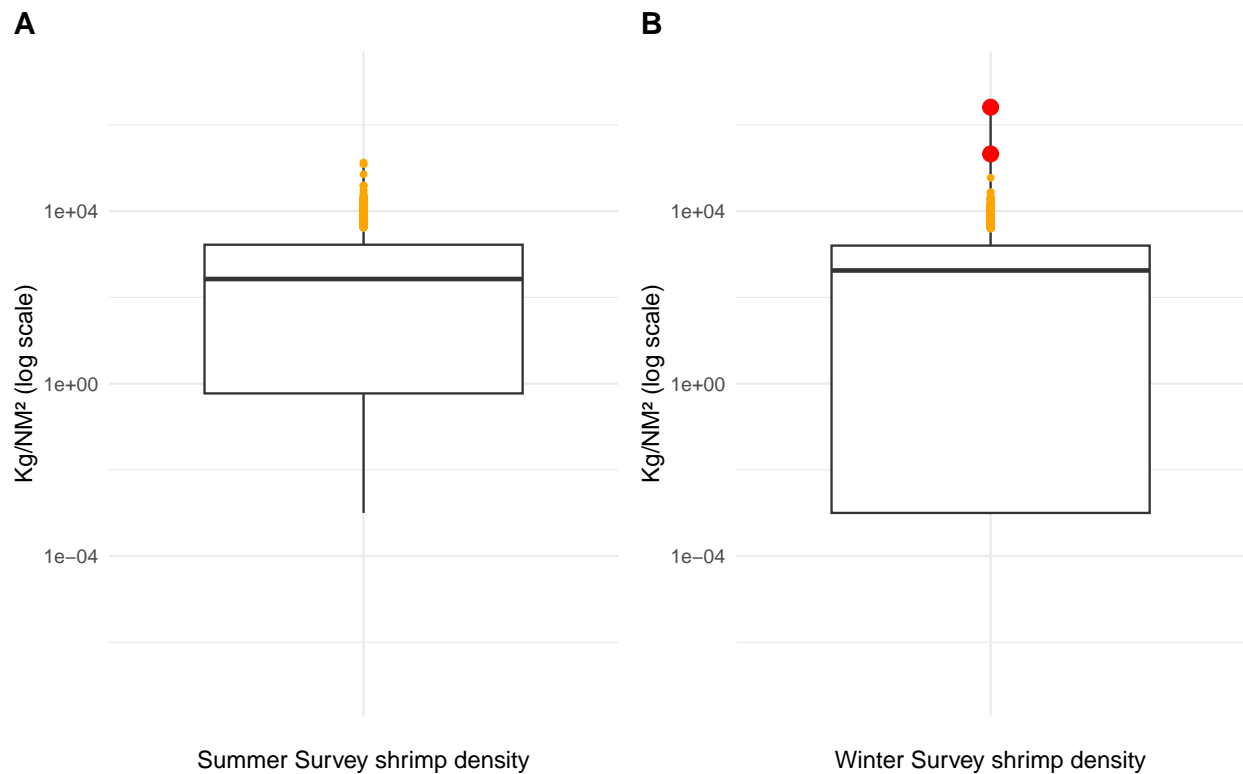 A
Kg/NM² (log scale)
1e+04
1e+00
1e−04
Summer Survey shrimp density
B
Kg/NM² (log scale)
1e+04
1e+00
1e−04
Winter Survey shrimp density